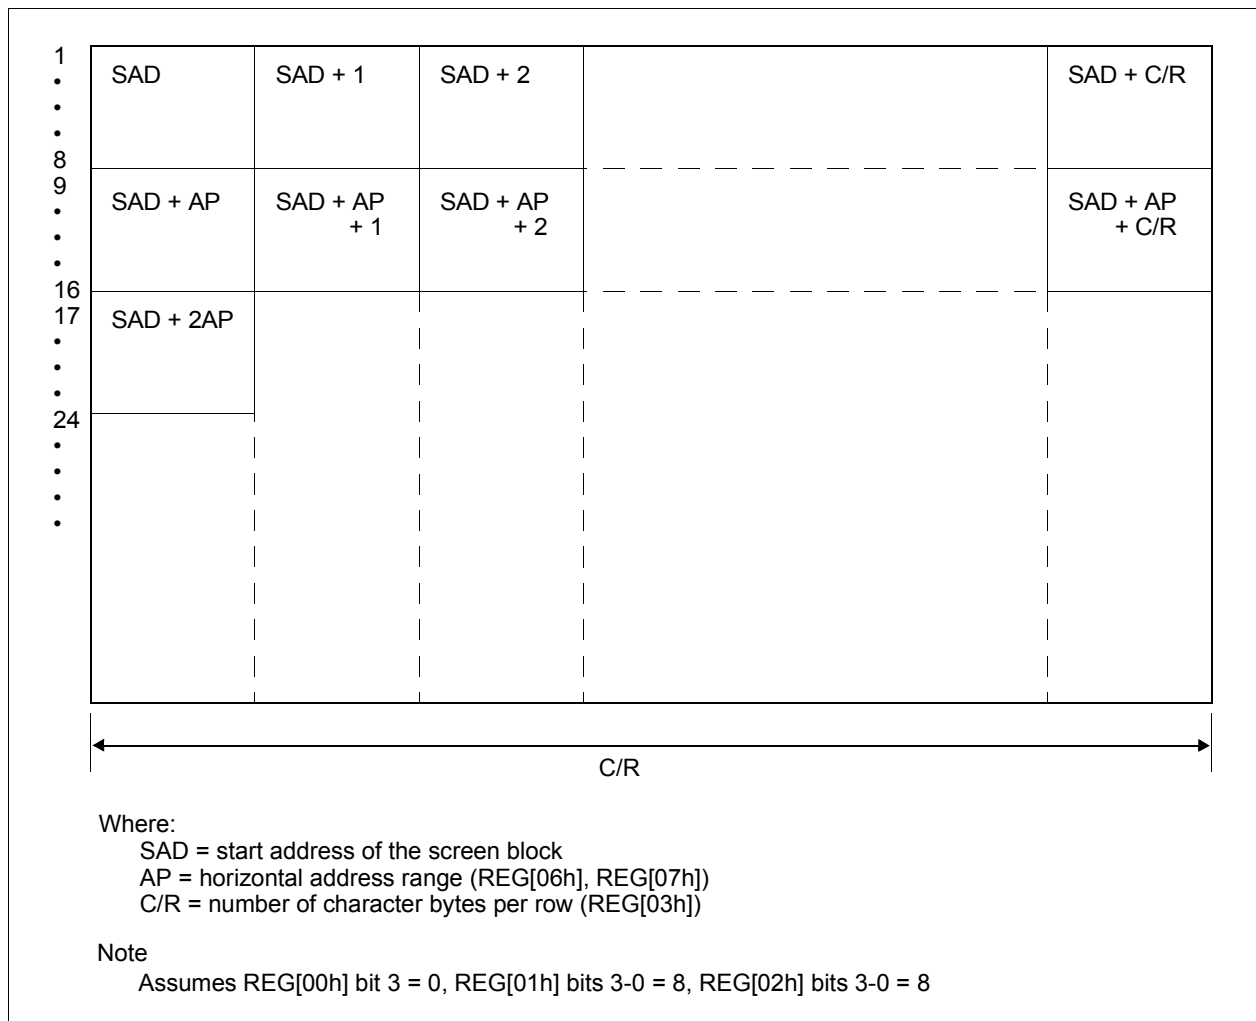 1
•
•
•
8
SAD
SAD + 1
SAD + 2
SAD + C/R
9
•
•
•
16
SAD + AP
SAD + AP
+ 1
SAD + AP
+ 2
SAD + AP
+ C/R
17
•
•
•
24
SAD + 2AP
•
•
•
•
C/R
Where:
SAD = start address of the screen block
AP = horizontal address range (REG[06h], REG[07h])
C/R = number of character bytes per row (REG[03h])
Note
Assumes REG[00h] bit 3 = 0, REG[01h] bits 3-0 = 8, REG[02h] bits 3-0 = 8